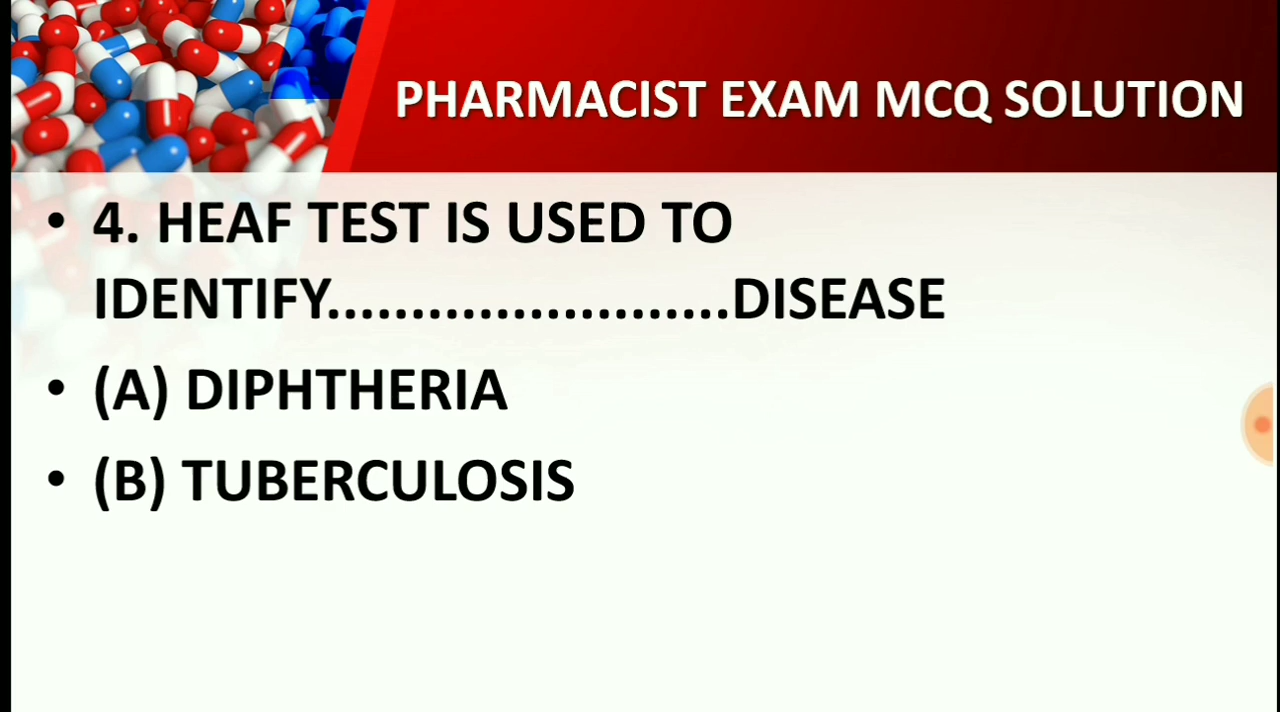 PHARMACIST EXAM MCQ SOLUTION
• 4. HEAF TEST IS USED TO
IDENTIFY........................DISEASE
• (A) DIPHTHERIA
• (B) TUBERCULOSIS